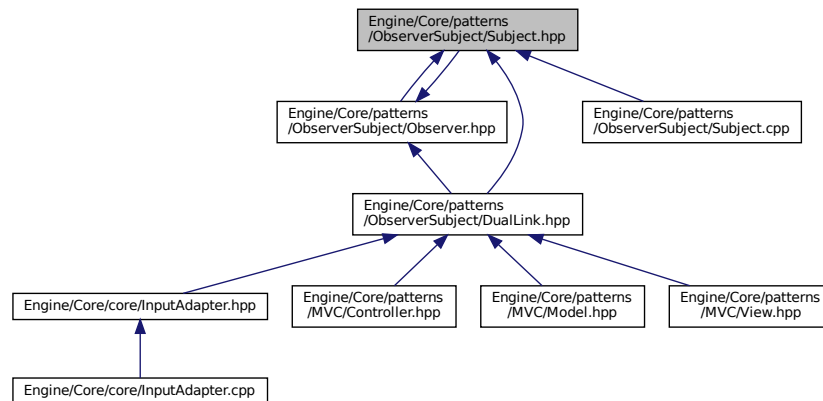 Engine/Core/patterns
/ObserverSubject/Subject.hpp
Engine/Core/patterns
/ObserverSubject/Observer.hpp
Engine/Core/patterns
/ObserverSubject/Subject.cpp
Engine/Core/patterns
/ObserverSubject/DualLink.hpp
Engine/Core/core/InputAdapter.hpp
Engine/Core/patterns
/MVC/Controller.hpp
Engine/Core/patterns
/MVC/Model.hpp
Engine/Core/patterns
/MVC/View.hpp
Engine/Core/core/InputAdapter.cpp